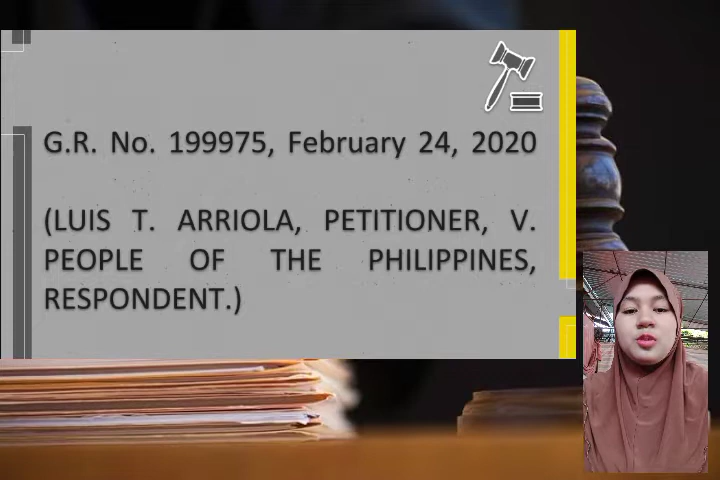 G.R. No. 199975, February 24, 2020
(LUIS T. ARRIOLA, PETITIONER, V.
PEOPLE OF THE PHILIPPINES,
RESPONDENT.)